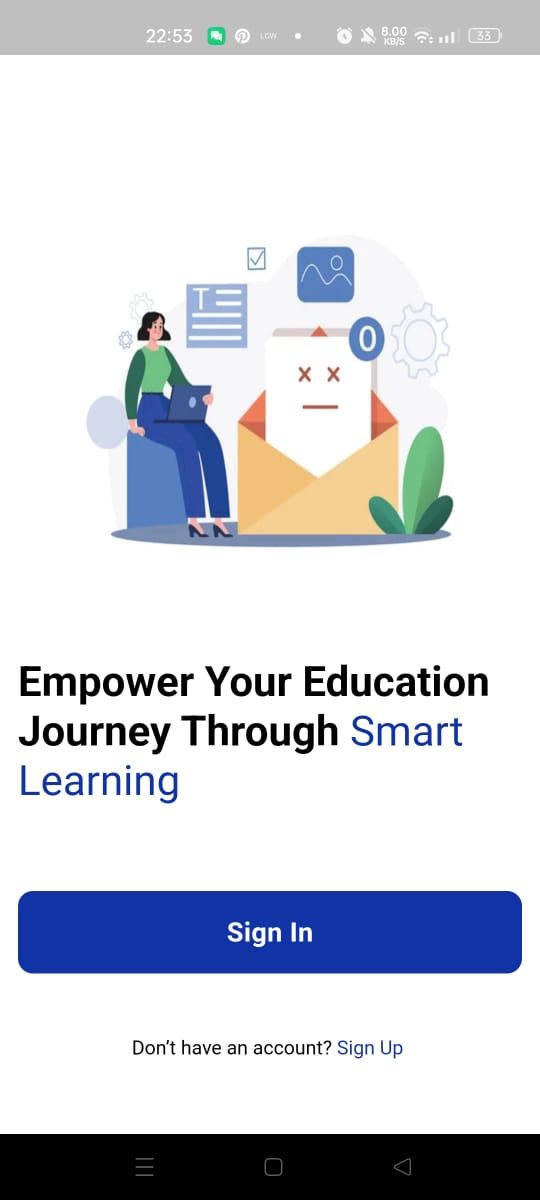 22:53 LCW 8.00 KB/S 33
T
0
X X
Empower Your Education
Journey Through Smart
Learning
Sign In
Don't have an account? Sign Up